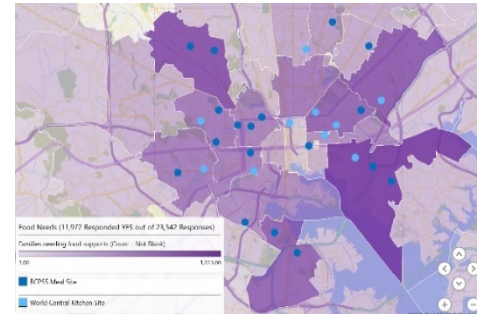 Food Needs (11,972 Responded YES out of 23,542 Responses)
Families needing food supports (Count - Not Blank)
1.00
BCPSS Meal Site
World Central Kitchen Site